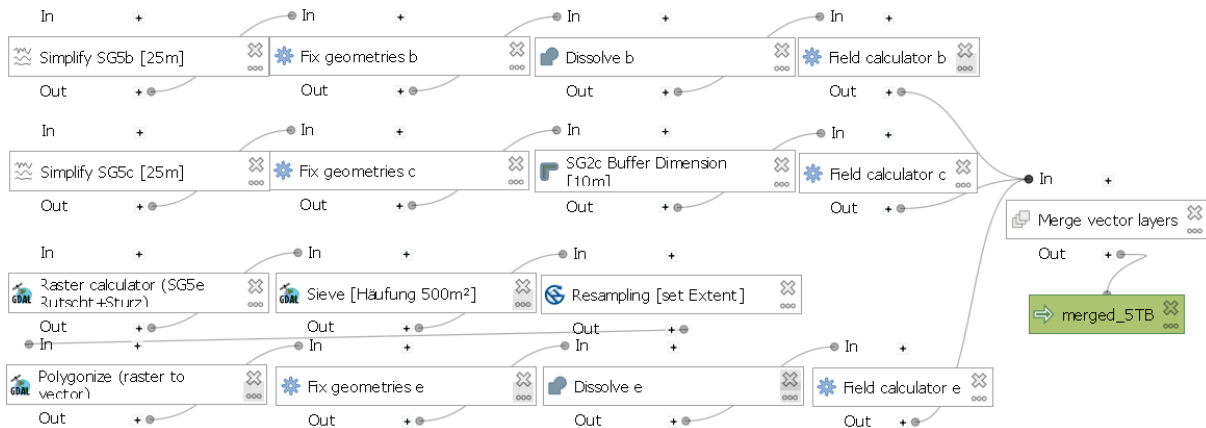 In + In + In + In +
Simplify SG5b [25m] Fix geometries b Dissolve b Field calculator b
Out + Out + Out + Out +
In + In + In + In +
Simplify SG5c [25m] Fix geometries c SG2c Buffer Dimension [10m] Field calculator c
Out + Out + Out + Out +
In +
Merge vector layers
Out +
merged_5TB
In + In + In +
GDAL Raster calculator (SG5e Rutscht+Sturz) GDAL Sieve [Häufung 500m²] Resampling [set Extent]
Out + Out + Out +
In + In + In + In +
GDAL Polygonize (raster to vector) Fix geometries e Dissolve e Field calculator e
Out + Out + Out + Out +